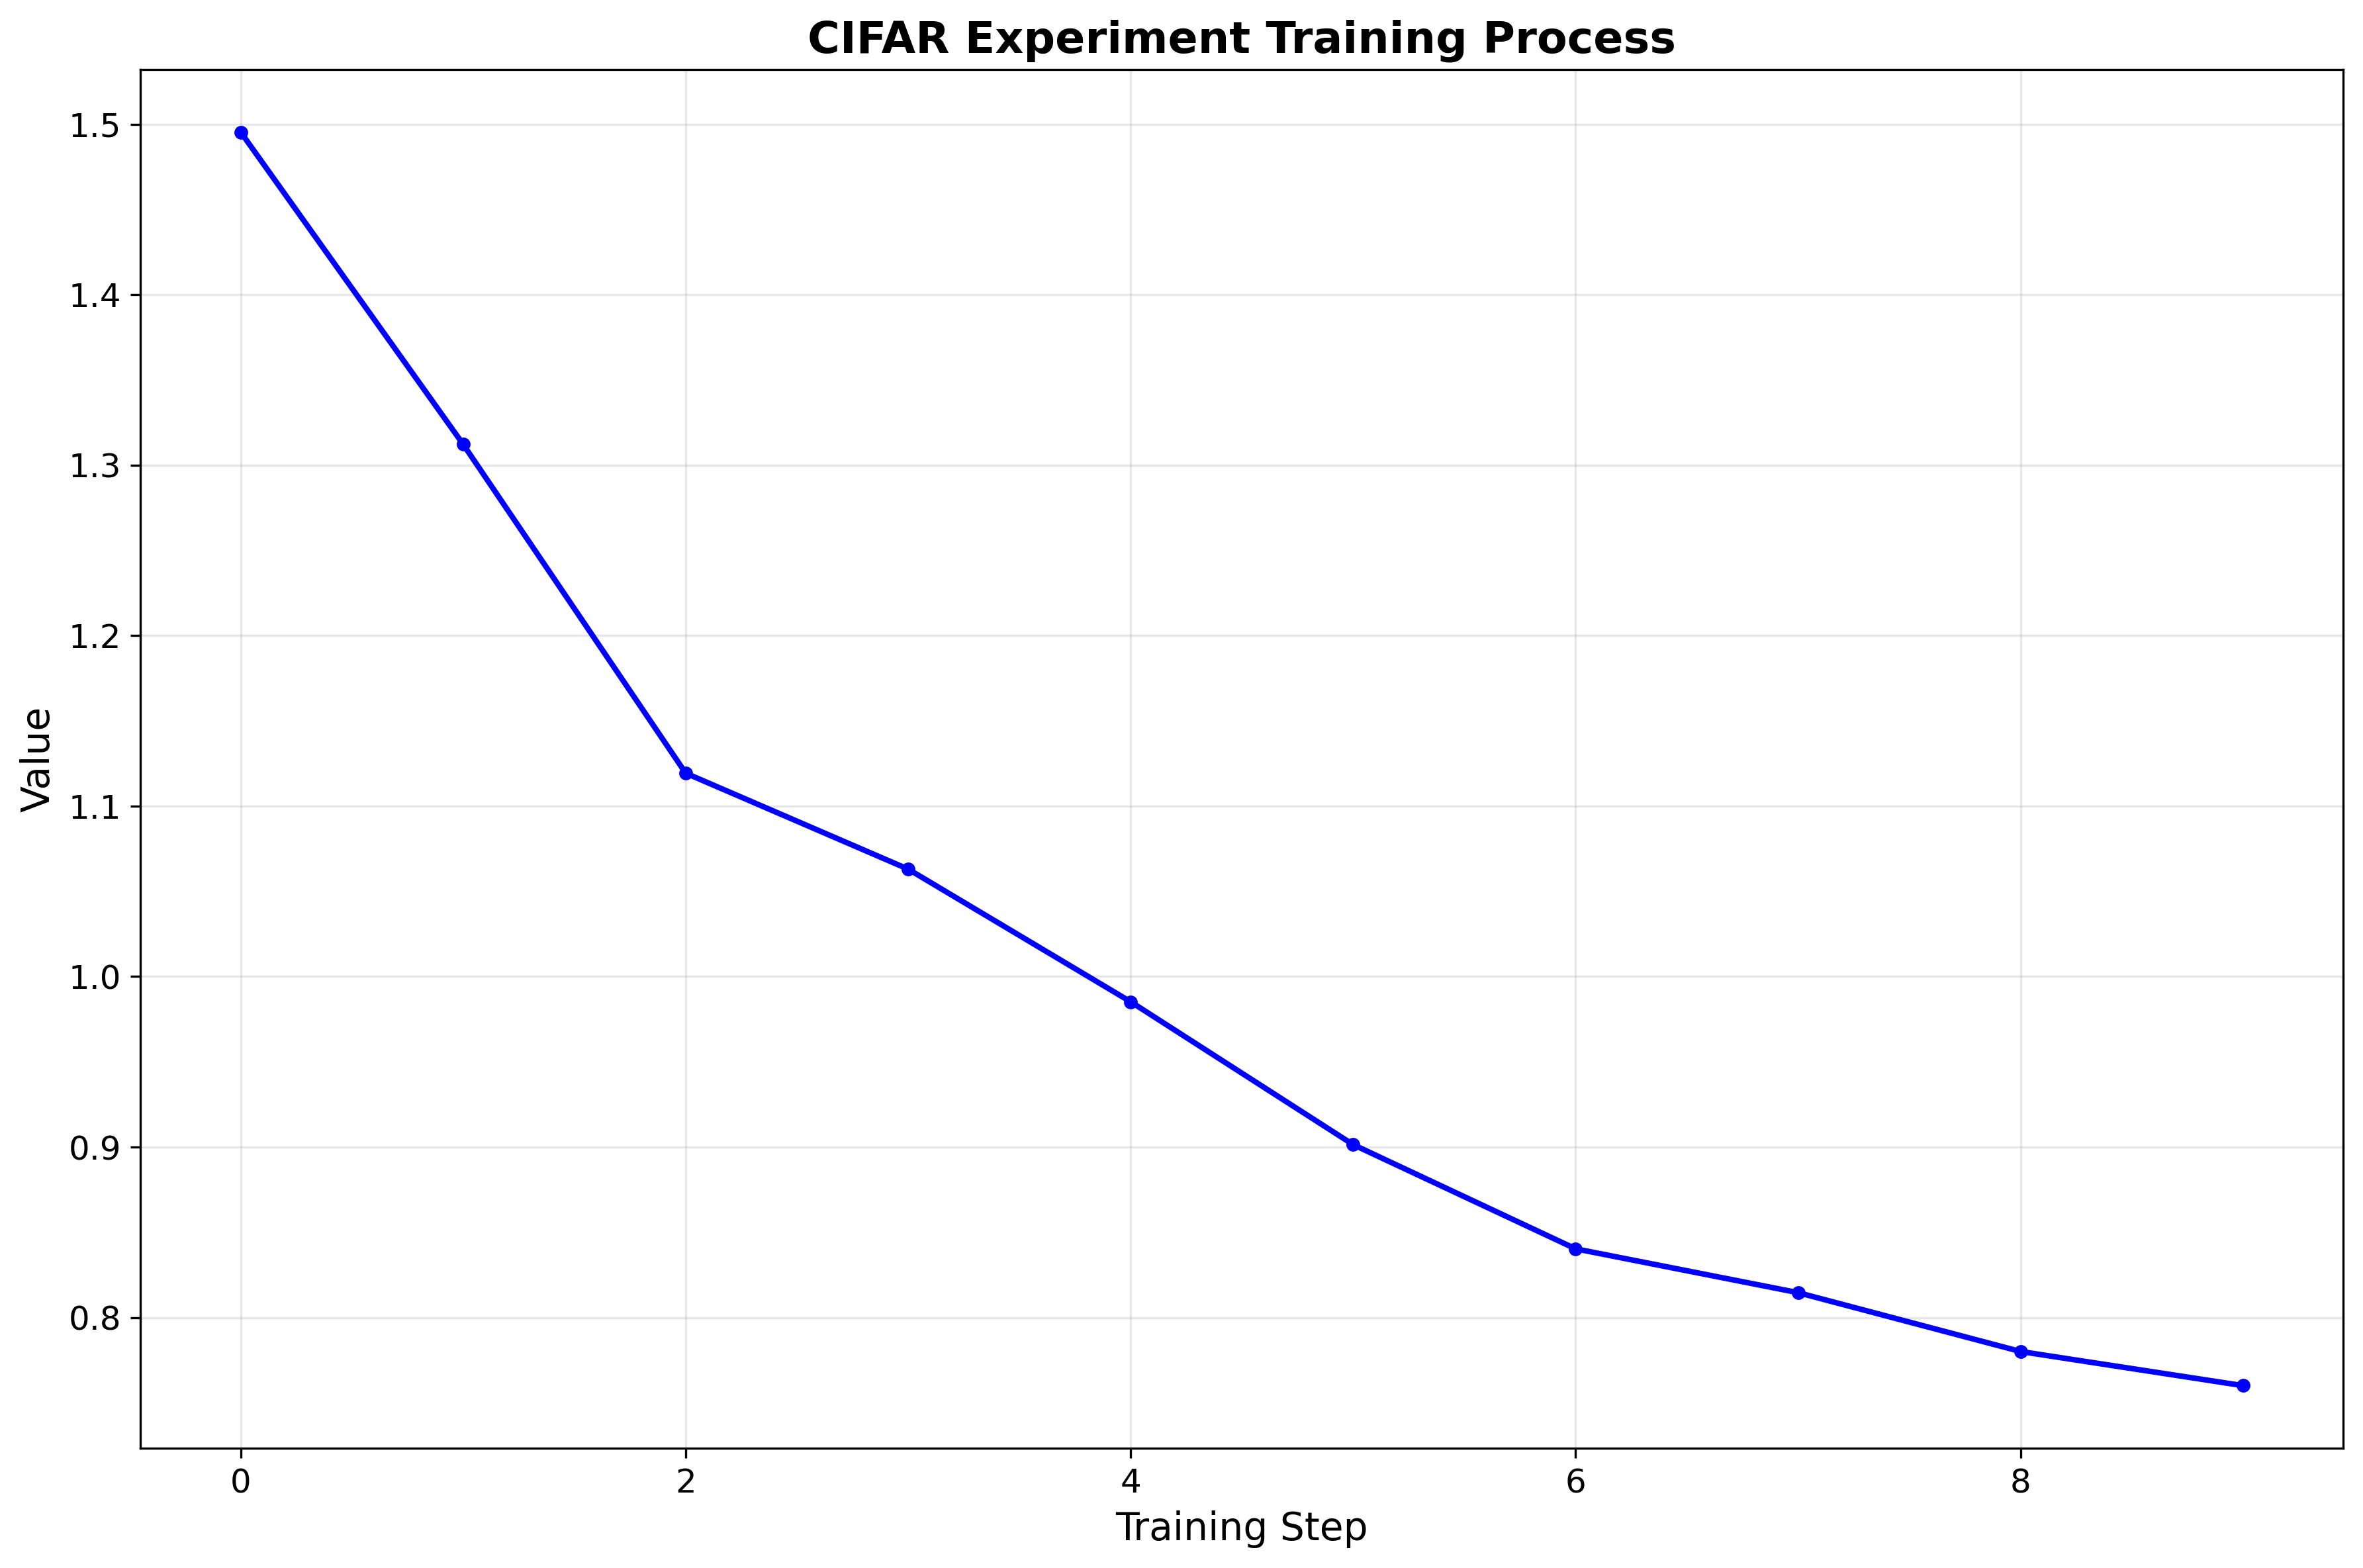 CIFAR Experiment Training Process
Value
1.5
1.4
1.3
1.2
1.1
1.0
0.9
0.8
0 2 4 6 8
Training Step